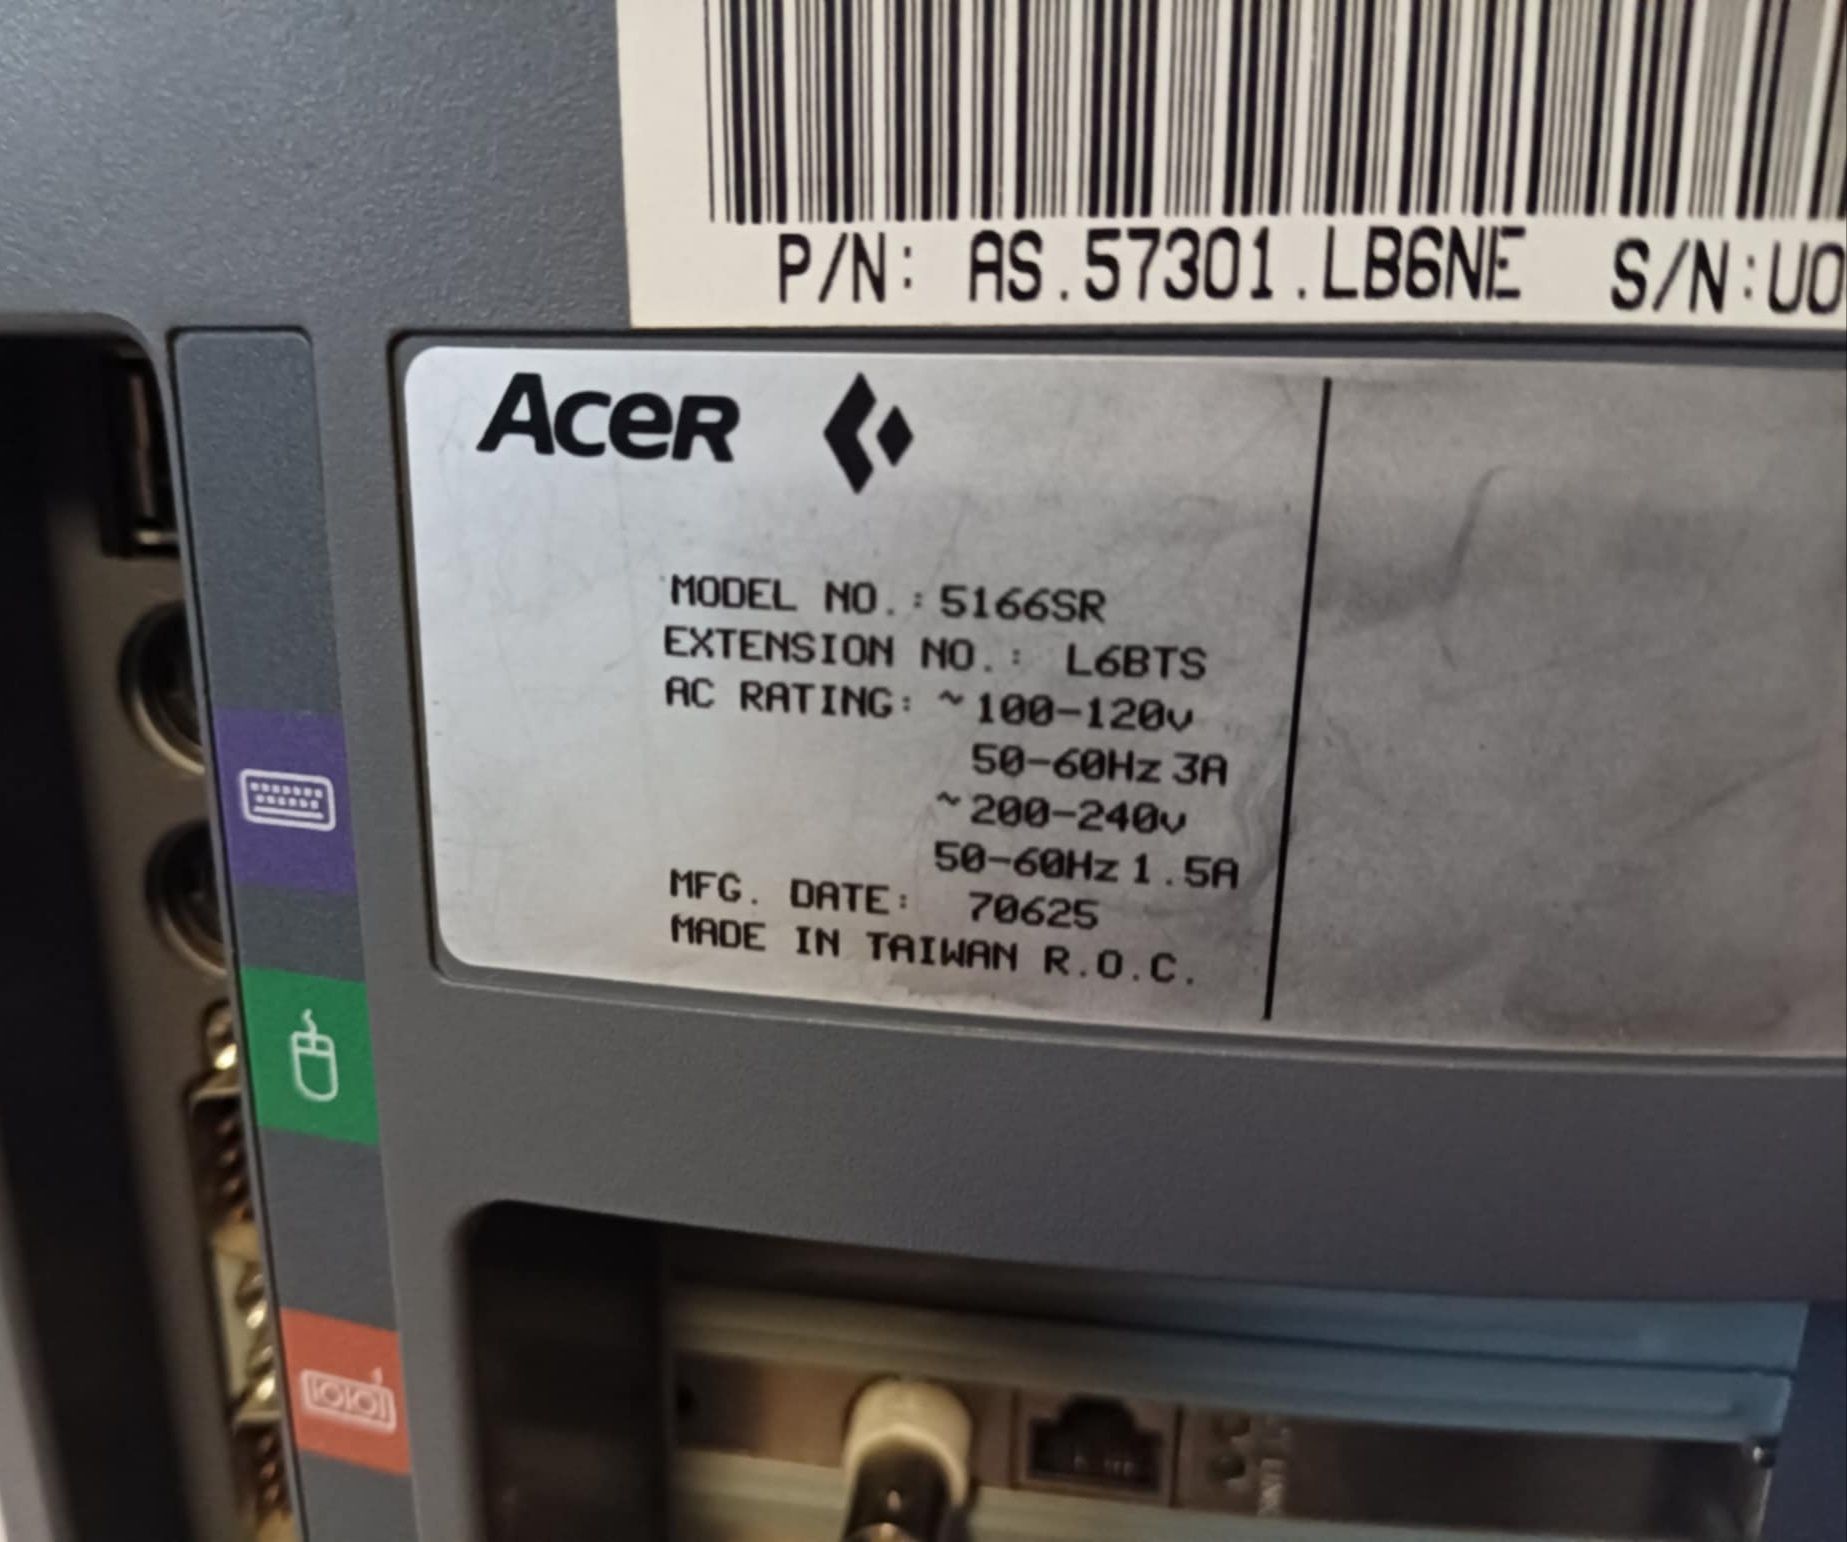 P/N: AS.57301.LB6NE S/N:U0
AceR
MODEL NO.: 5166SR
EXTENSION NO.: L6BTS
AC RATING: ~100-120v
50-60Hz 3A
~200-240v
50-60Hz 1.5A
MFG. DATE: 70625
MADE IN TAIWAN R.O.C.
LINK